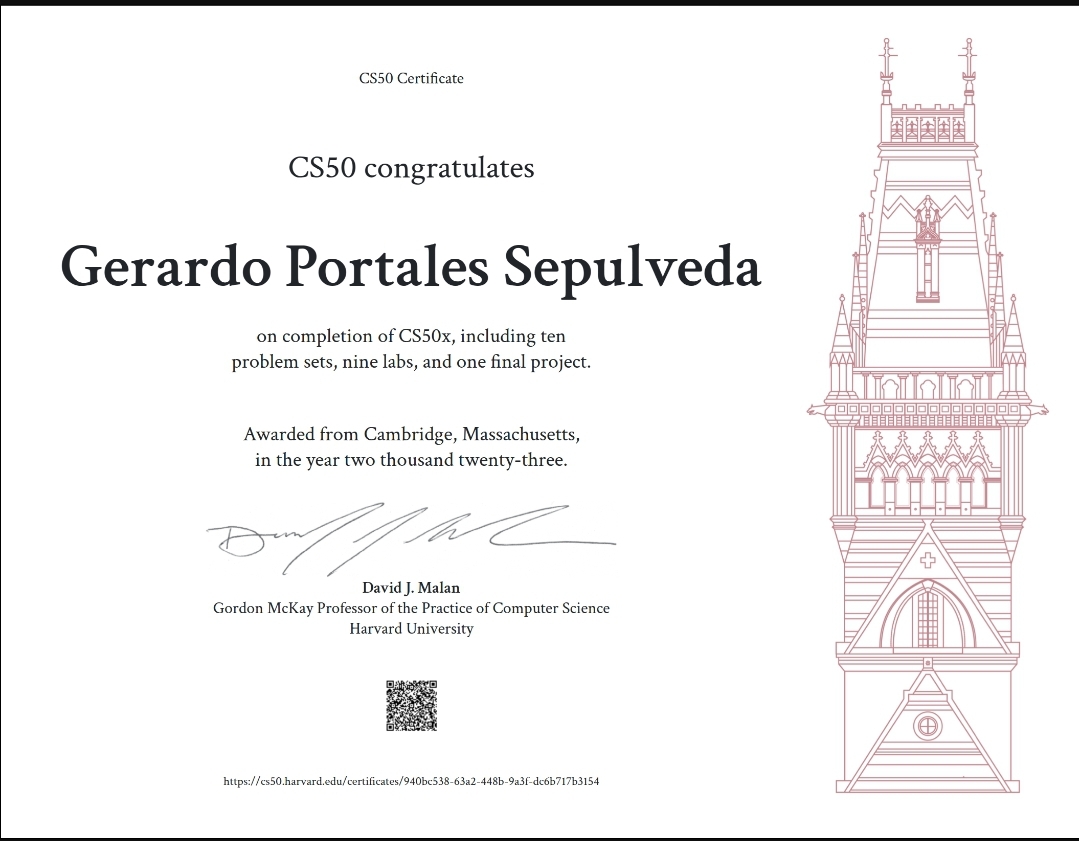 CS50 Certificate
CS50 congratulates
Gerardo Portales Sepulveda
on completion of CS50x, including ten
problem sets, nine labs, and one final project.
Awarded from Cambridge, Massachusetts,
in the year two thousand twenty-three.
David J. Malan
Gordon McKay Professor of the Practice of Computer Science
Harvard University
https://cs50.harvard.edu/certificates/940bc538-63a2-448b-9a3f-dc6b717b3154